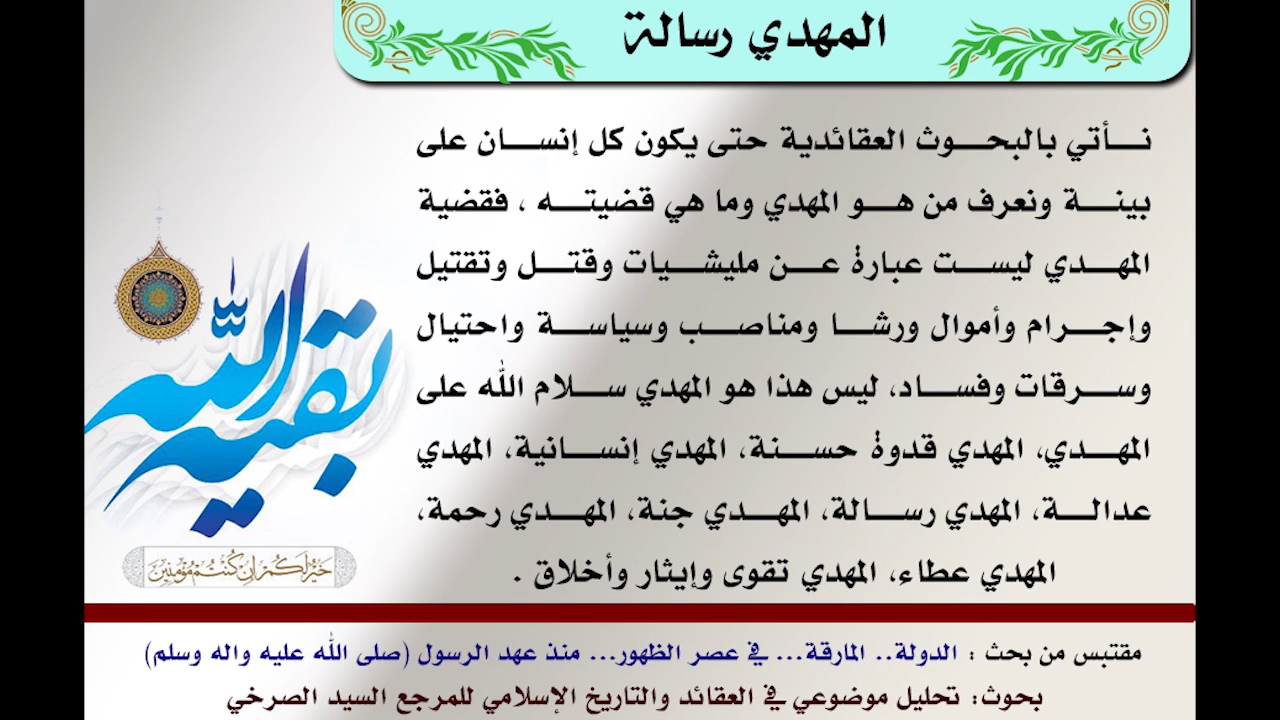 المهدي رسالة
نأتي بالبحوث العقائدية حتى يكون كل إنسان على
بينة ونعرف من هو المهدي وما هي قضيته ، فقضية
المهدي ليست عبارة عن مليشيات وقتل وتقتيل
وإجرام وأموال ورشا ومناصب وسياسة واحتيال
وسرقات وفساد، ليس هذا هو المهدي سلام الله على
المهدي، المهدي قدوة حسنة، المهدي إنسانية، المهدي
عدالة، المهدي رسالة، المهدي جنة، المهدي رحمة،
المهدي عطاء، المهدي تقوى وإيثار وأخلاق .
بقية الله
خير لكم إن كنتم مؤمنين
مقتبس من بحث : الدولة.. المارقة... في عصر الظهور... منذ عهد الرسول (صلى الله عليه واله وسلم)
بحوث: تحليل موضوعي في العقائد والتاريخ الإسلامي للمرجع السيد الصرخي